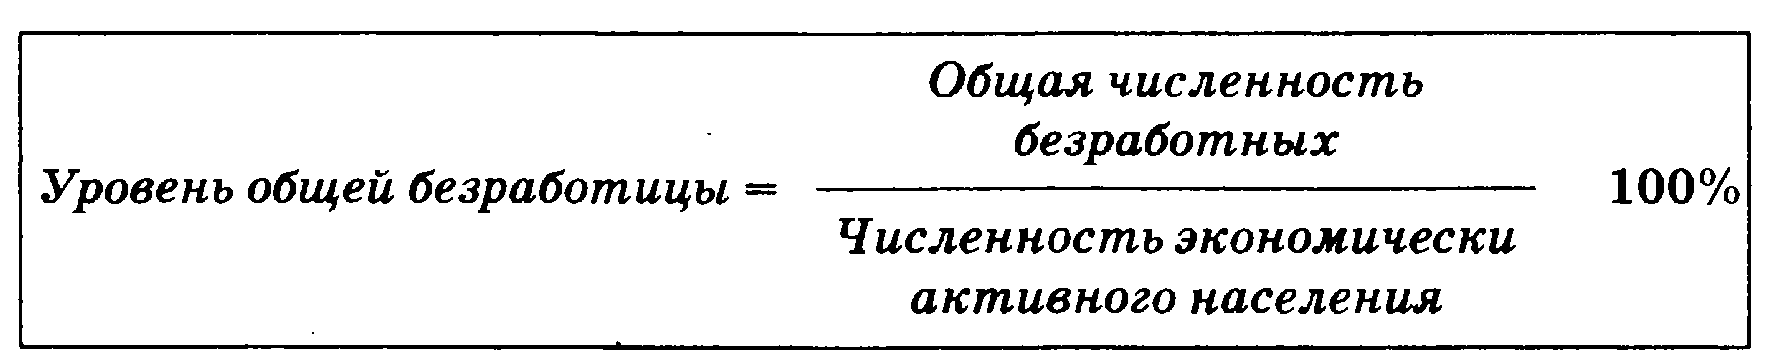 Общая численность
безработных
Уровень общей безработицы = 100%
Численность экономически
активного населения